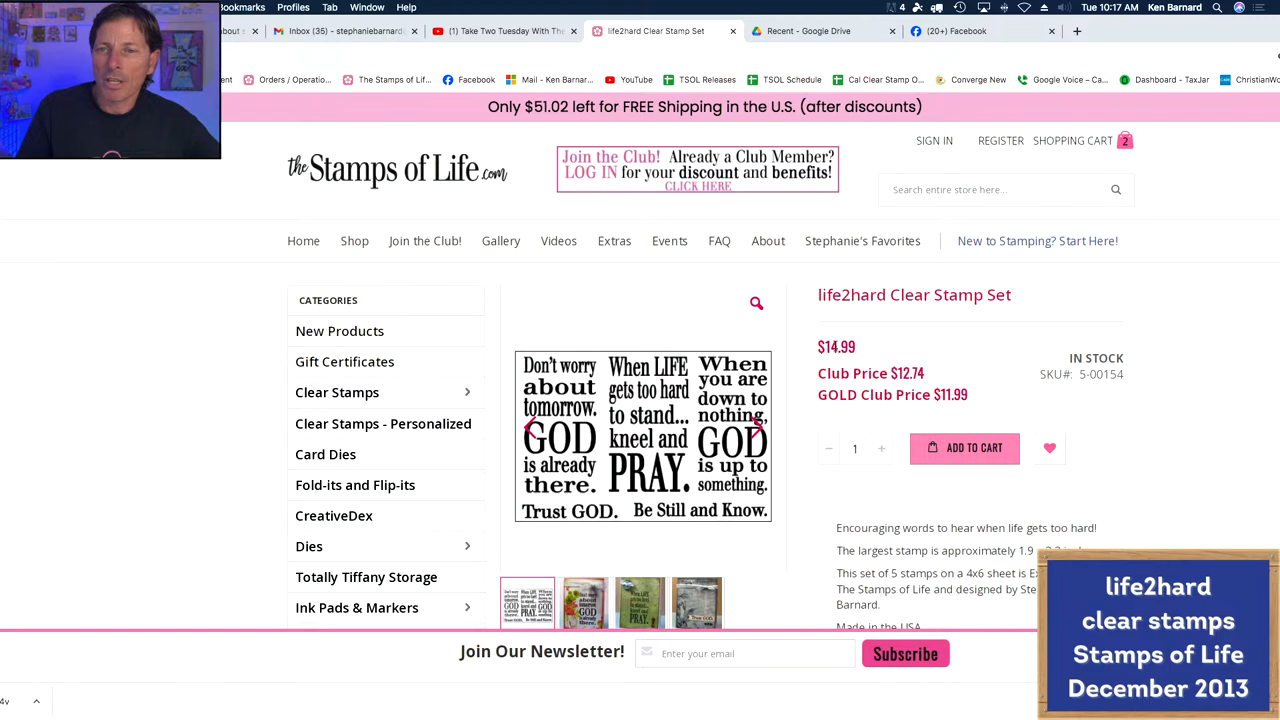 Bookmarks Profiles Tab Window Help
4
Tue 10:17 AM Ken Barnard
about s
Inbox (35) - stephaniebarnards
(1) Take Two Tuesday With The
life2hard Clear Stamp Set
Recent - Google Drive
(20+) Facebook
Orders / Operatio...
The Stamps of Lif...
Facebook
Mail - Ken Barnar...
YouTube
TSOL Releases
TSOL Schedule
Cal Clear Stamp O...
Converge New
Google Voice – Ca...
Dashboard - TaxJar
ChristianWo
Only $51.02 left for FREE Shipping in the U.S. (after discounts)
SIGN IN REGISTER SHOPPING CART 2
the Stamps of Life.com
Join the Club! Already a Club Member?
LOG IN for your discount and benefits!
CLICK HERE
Search entire store here...
Home Shop Join the Club! Gallery Videos Extras Events FAQ About Stephanie's Favorites New to Stamping? Start Here!
CATEGORIES
New Products
Gift Certificates
Clear Stamps
Clear Stamps - Personalized
Card Dies
Fold-its and Flip-its
CreativeDex
Dies
Totally Tiffany Storage
Ink Pads & Markers
Don't worry
about
tomorrow.
GOD
is already
there.
Trust GOD.
When LIFE
gets too hard
to stand...
kneel and
PRAY.
When
you are
down to
nothing,
GOD
is up to
something.
Be Still and Know.
life2hard Clear Stamp Set
$14.99
Club Price $12.74
GOLD Club Price $11.99
IN STOCK
SKU#: 5-00154
1
ADD TO CART
Encouraging words to hear when life gets too hard!
The largest stamp is approximately 1.9
This set of 5 stamps on a 4x6 sheet is
The Stamps of Life and designed by
Barnard.
Made in the USA
Join Our Newsletter!
Enter your email
Subscribe
4v
life2hard
clear stamps
Stamps of Life
December 2013